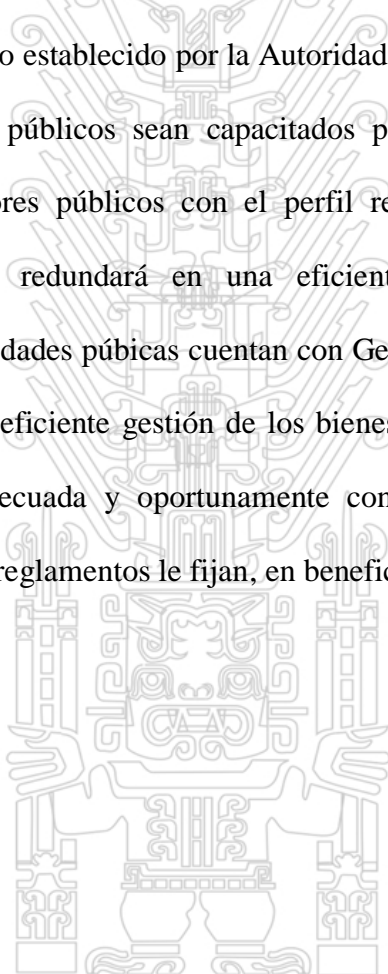 o establecido por la Autoridad
públicos sean capacitados p
res públicos con el perfil re
redundará en una eficient
dades púbicas cuentan con Ge
eficiente gestión de los bienes
ecuada y oportunamente con
reglamentos le fijan, en benefic